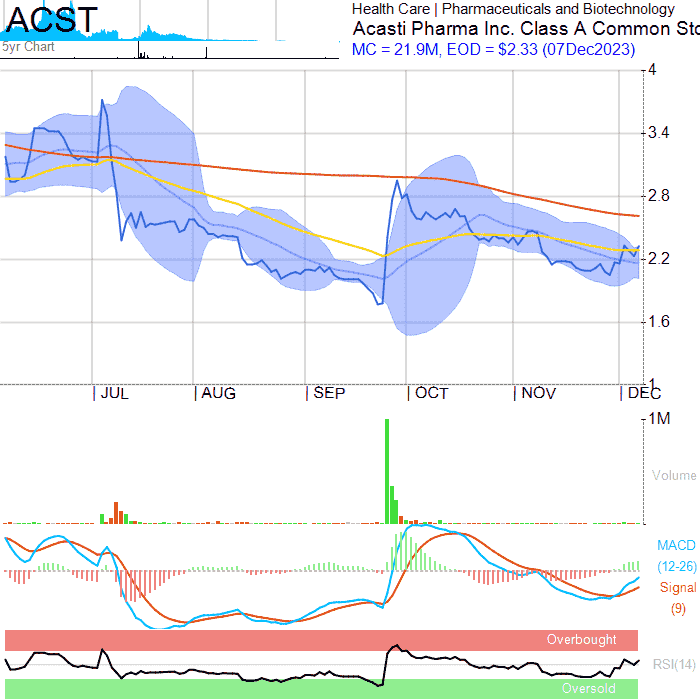 ACST
5yr Chart
Health Care | Pharmaceuticals and Biotechnology
Acasti Pharma Inc. Class A Common Sto
MC = 21.9M, EOD = $2.33 (07Dec2023)
4
3.4
2.8
2.2
1.6
1
JUL AUG SEP OCT NOV DEC
1M
Volume
MACD
(12-26)
Signal
(9)
Overbought
RSI(14)
Oversold